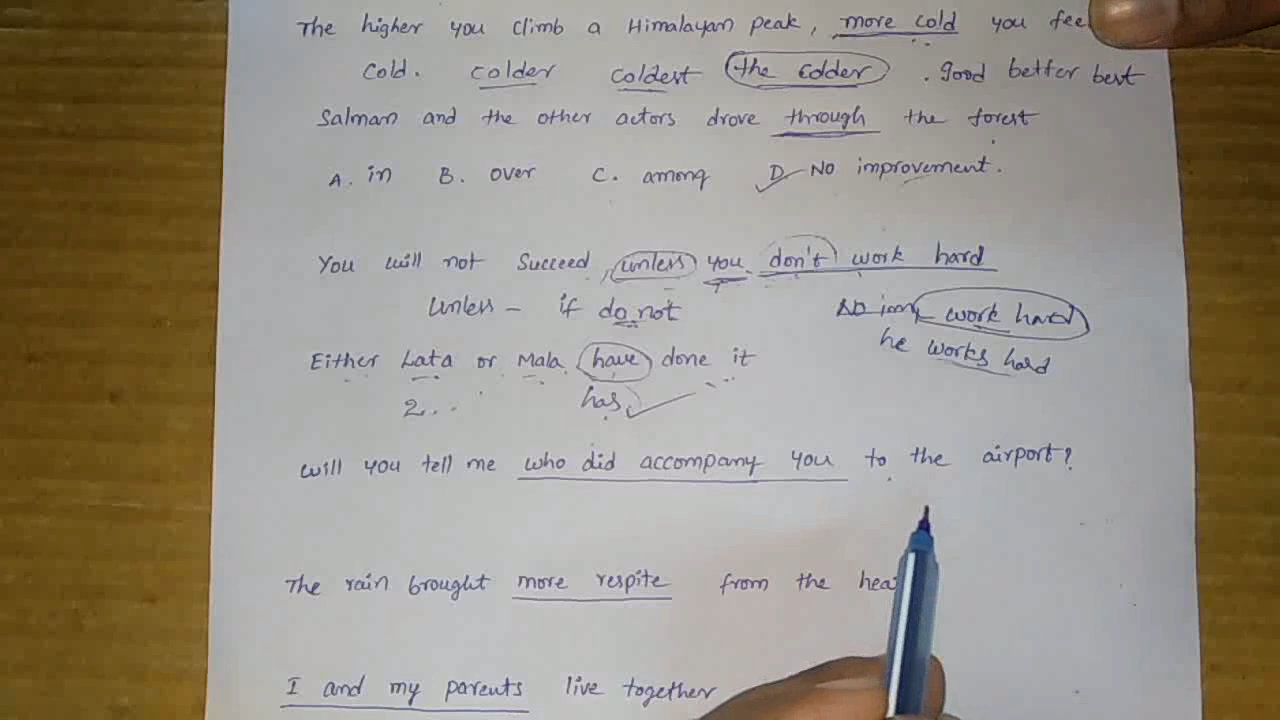 The higher you climb a Himalayan peak, more cold you fee
Cold. colder coldest the colder . good better best
Salman and the other actors drove through the forest
A. in B. over C. among D. No improvement.
You will not succeed, unless you don't work hard
Unless - if do not work hard
he works hard
Either Lata or Mala have done it
2.. has
will you tell me who did accompany you to the airport?
The rain brought more respite from the hea
I and my parents live together